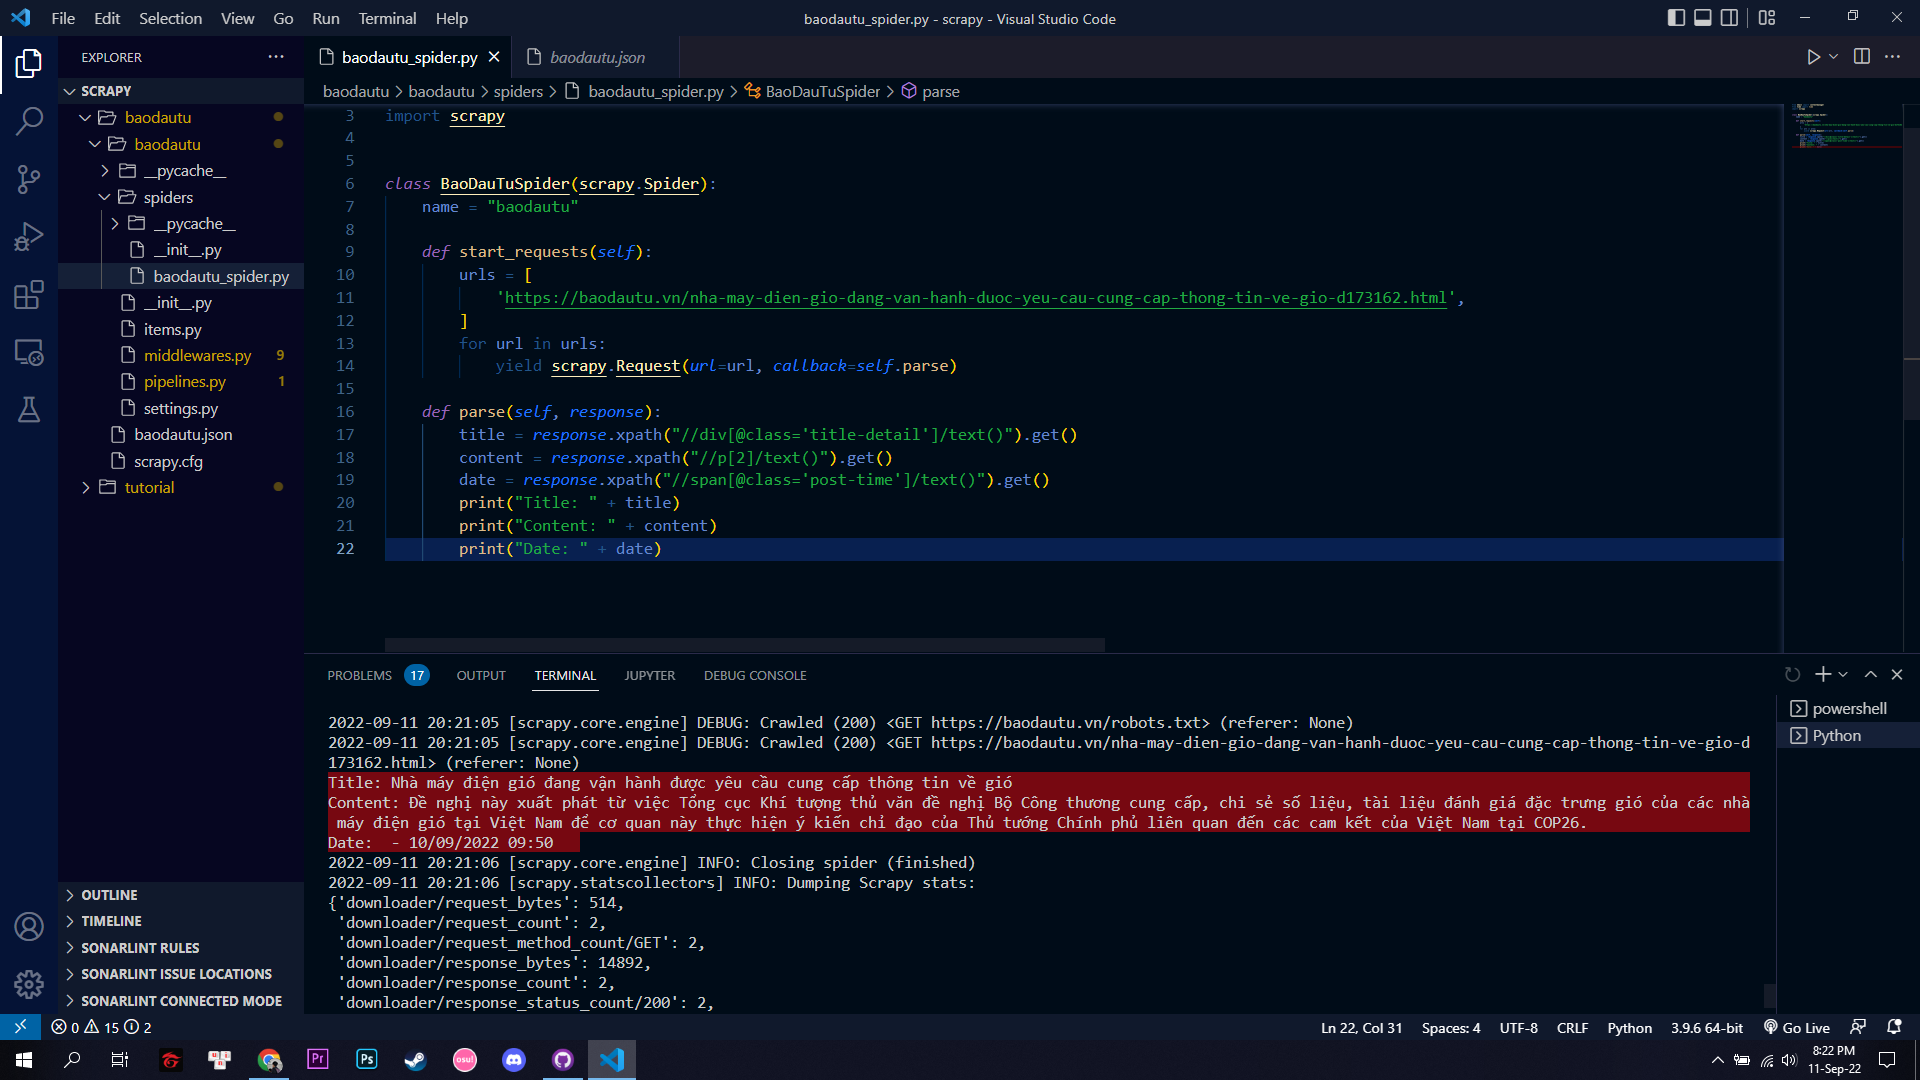 File Edit Selection View Go Run Terminal Help
baodautu_spider.py - scrapy - Visual Studio Code
EXPLORER
SCRAPY
baodautu
baodautu
__pycache__
spiders
__pycache__
__init__.py
baodautu_spider.py
__init__.py
items.py
middlewares.py 9
pipelines.py 1
settings.py
baodautu.json
scrapy.cfg
tutorial
OUTLINE
TIMELINE
SONARLINT RULES
SONARLINT ISSUE LOCATIONS
SONARLINT CONNECTED MODE
baodautu_spider.py baodautu.json
baodautu > baodautu > spiders > baodautu_spider.py > BaoDauTuSpider > parse
3 import scrapy
4
5
6 class BaoDauTuSpider(scrapy.Spider):
7 name = "baodautu"
8
9 def start_requests(self):
10 urls = [
11 'https://baodautu.vn/nha-may-dien-gio-dang-van-hanh-duoc-yeu-cau-cung-cap-thong-tin-ve-gio-d173162.html',
12 ]
13 for url in urls:
14 yield scrapy.Request(url=url, callback=self.parse)
15
16 def parse(self, response):
17 title = response.xpath("//div[@class='title-detail']/text()").get()
18 content = response.xpath("//p[2]/text()").get()
19 date = response.xpath("//span[@class='post-time']/text()").get()
20 print("Title: " + title)
21 print("Content: " + content)
22 print("Date: " + date)
PROBLEMS 17 OUTPUT TERMINAL JUPYTER DEBUG CONSOLE
powershell
Python
2022-09-11 20:21:05 [scrapy.core.engine] DEBUG: Crawled (200) <GET https://baodautu.vn/robots.txt> (referer: None)
2022-09-11 20:21:05 [scrapy.core.engine] DEBUG: Crawled (200) <GET https://baodautu.vn/nha-may-dien-gio-dang-van-hanh-duoc-yeu-cau-cung-cap-thong-tin-ve-gio-d
173162.html> (referer: None)
Title: Nhà máy điện gió đang vận hành được yêu cầu cung cấp thông tin về gió
Content: Đề nghị này xuất phát từ việc Tổng cục Khí tượng thủ văn đề nghị Bộ Công thương cung cấp, chi sẻ số liệu, tài liệu đánh giá đặc trưng gió của các nhà
máy điện gió tại Việt Nam để cơ quan này thực hiện ý kiến chỉ đạo của Thủ tướng Chính phủ liên quan đến các cam kết của Việt Nam tại COP26.
Date:  - 10/09/2022 09:50
2022-09-11 20:21:06 [scrapy.core.engine] INFO: Closing spider (finished)
2022-09-11 20:21:06 [scrapy.statscollectors] INFO: Dumping Scrapy stats:
{'downloader/request_bytes': 514,
'downloader/request_count': 2,
'downloader/request_method_count/GET': 2,
'downloader/response_bytes': 14892,
'downloader/response_count': 2,
'downloader/response_status_count/200': 2,
0 15 2
Ln 22, Col 31 Spaces: 4 UTF-8 CRLF Python 3.9.6 64-bit Go Live
Pr Ps osu!
8:22 PM
11-Sep-22